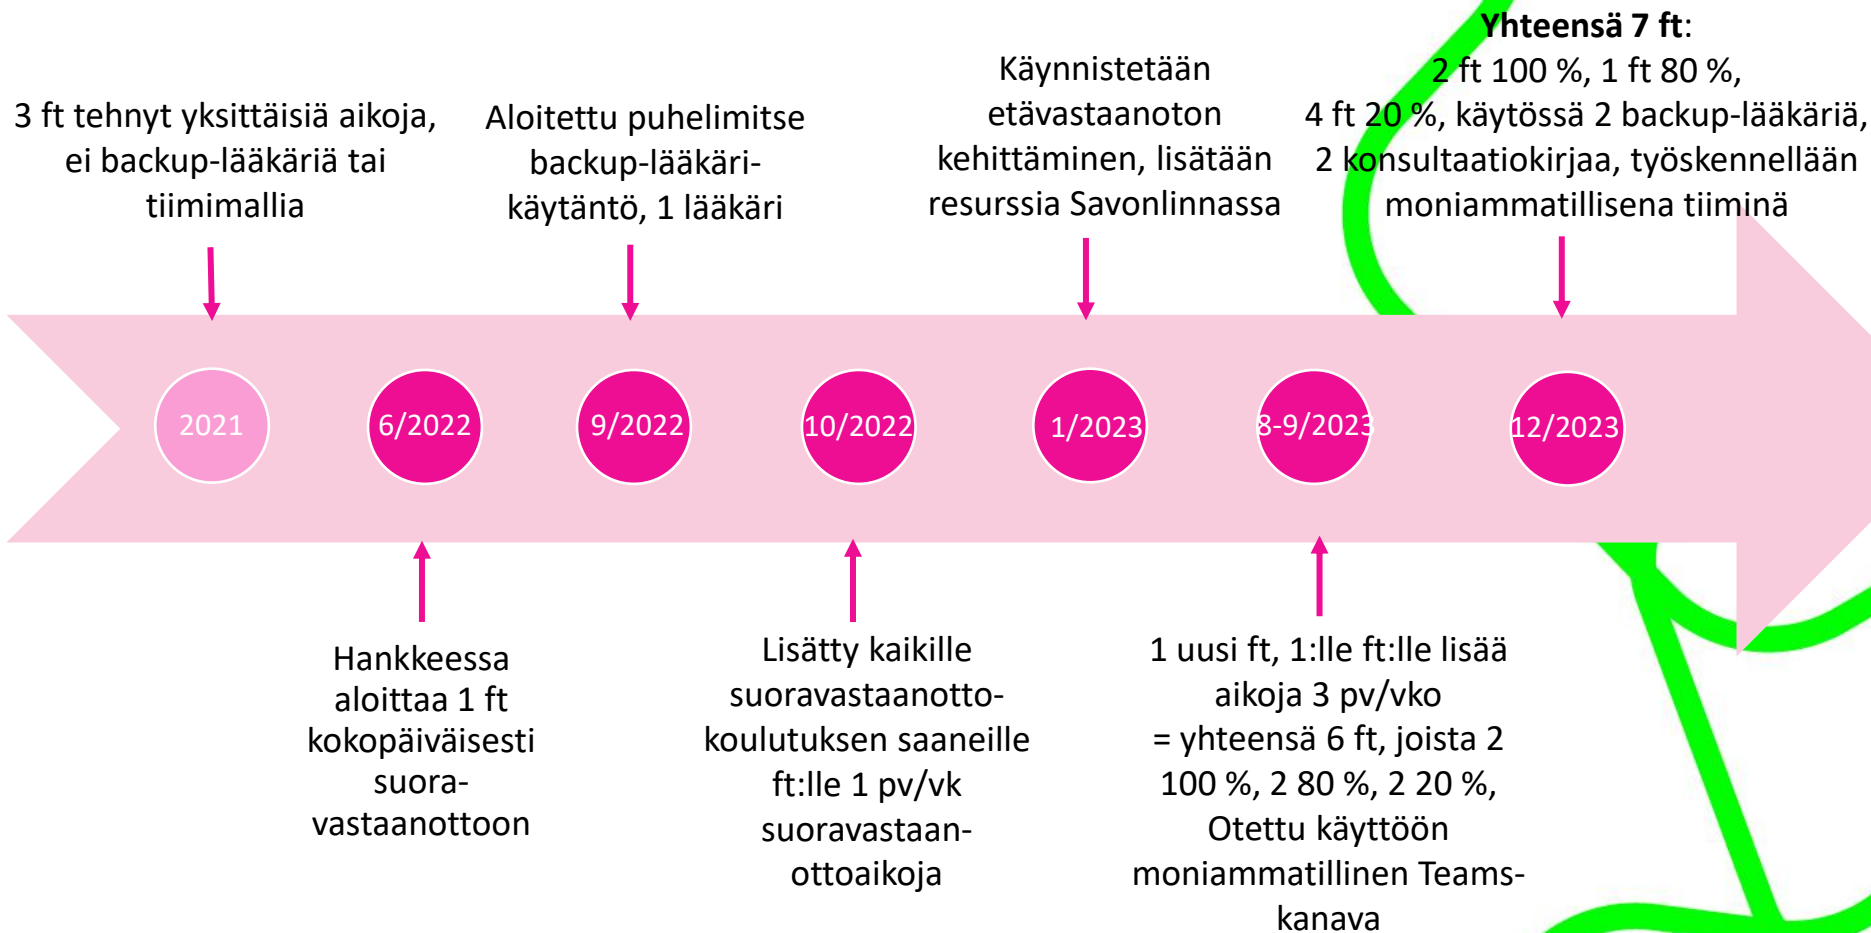 3 ft tehnyt yksittäisiä aikoja,
ei backup-lääkäriä tai
tiimimallia
Aloitettu puhelimitse
backup-lääkäri-
käytäntö, 1 lääkäri
Käynnistetään
etävastaanoton
kehittäminen, lisätään
resurssia Savonlinnassa
Yhteensä 7 ft:
2 ft 100 %, 1 ft 80 %,
4 ft 20 %, käytössä 2 backup-lääkäriä,
2 konsultaatiokirjaa, työskennellään
moniammatillisena tiiminä
2021
6/2022
9/2022
10/2022
1/2023
8-9/2023
12/2023
Hankkeessa
aloittaa 1 ft
kokopäiväisesti
suora-
vastaanottoon
Lisätty kaikille
suoravastaanotto-
koulutuksen saaneille
ft:lle 1 pv/vk
suoravastaan-
ottoaikoja
1 uusi ft, 1:lle ft:lle lisää
aikoja 3 pv/vko
= yhteensä 6 ft, joista 2
100 %, 2 80 %, 2 20 %,
Otettu käyttöön
moniammatillinen Teams-
kanava